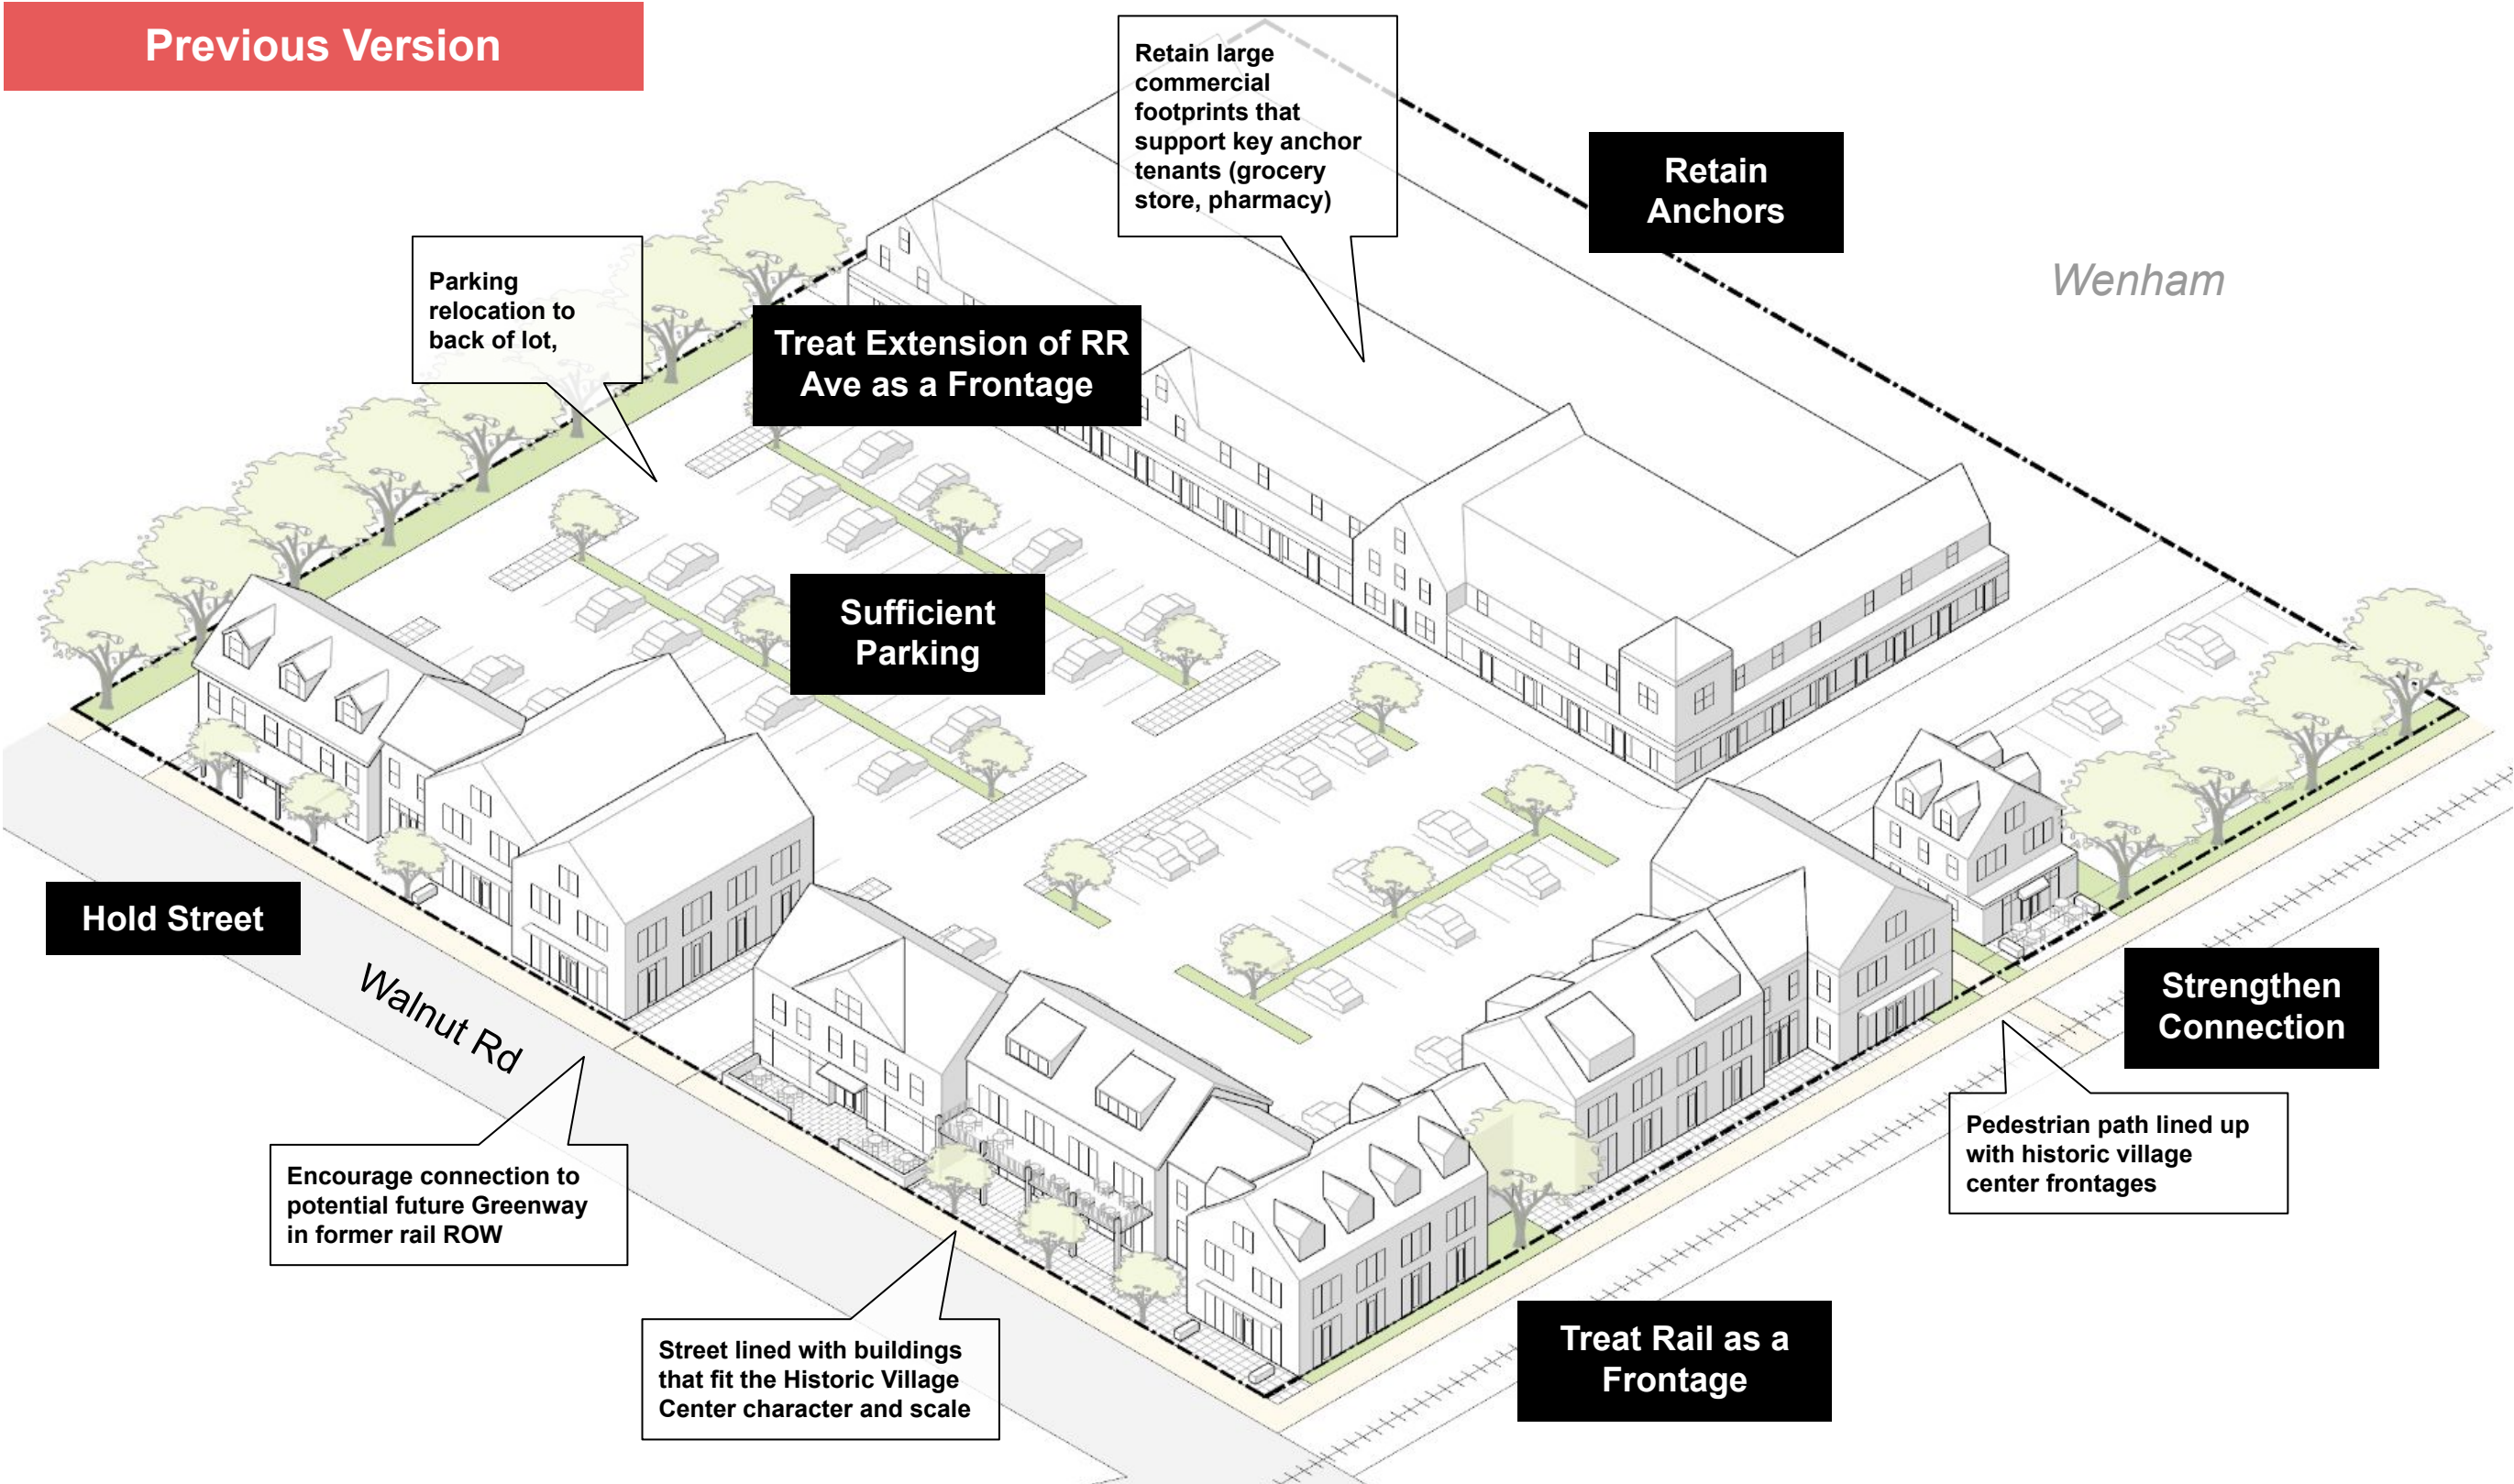 Previous Version
Retain large
commercial
footprints that
support key anchor
tenants (grocery
store, pharmacy)
Retain
Anchors
Wenham
Parking
relocation to
back of lot,
Treat Extension of RR
Ave as a Frontage
Sufficient
Parking
Hold Street
Walnut Rd
Strengthen
Connection
Pedestrian path lined up
with historic village
center frontages
Encourage connection to
potential future Greenway
in former rail ROW
Street lined with buildings
that fit the Historic Village
Center character and scale
Treat Rail as a
Frontage